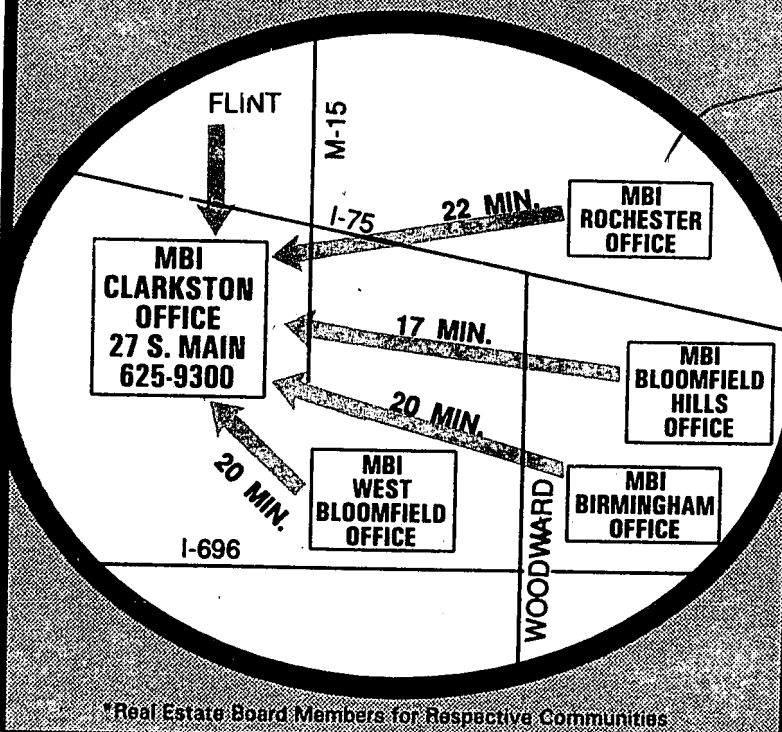 FLINT
M-15
I-75
22 MIN.
MBI
ROCHESTER
OFFICE
MBI
CLARKSTON
OFFICE
27 S. MAIN
625-9300
17 MIN.
MBI
BLOOMFIELD
HILLS
OFFICE
20 MIN.
MBI
BIRMINGHAM
OFFICE
20 MIN.
MBI
WEST
BLOOMFIELD
OFFICE
I-696
WOODWARD
*Real Estate Board Members for Respective Communities